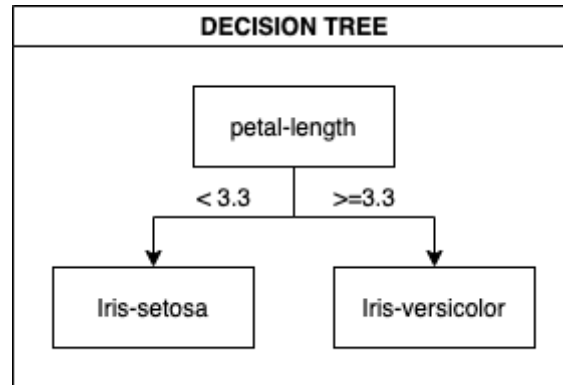 DECISION TREE
petal-length
< 3.3
>=3.3
Iris-setosa
Iris-versicolor